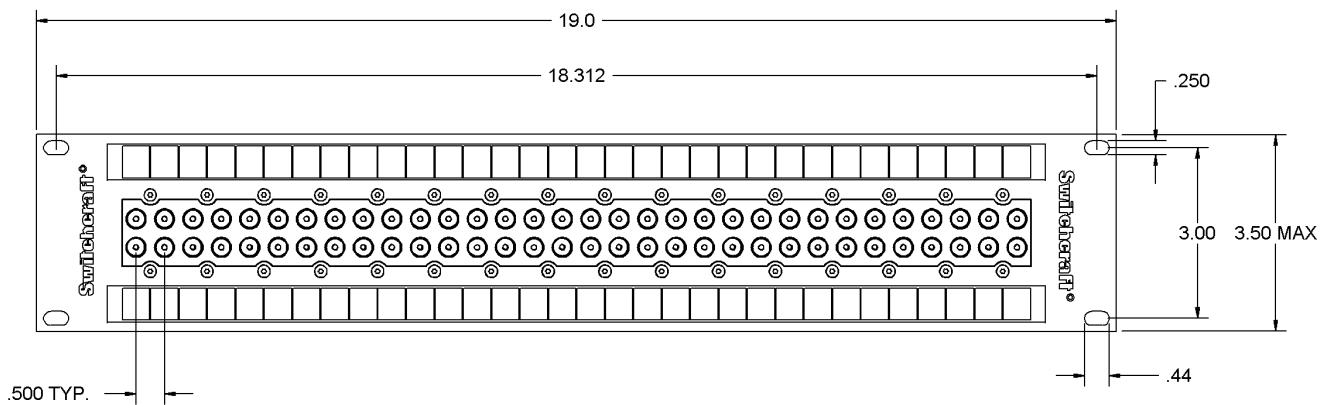 19.0
18.312
.250
Switchcraft®
Switchcraft®
3.00
3.50 MAX
.500 TYP.
.44